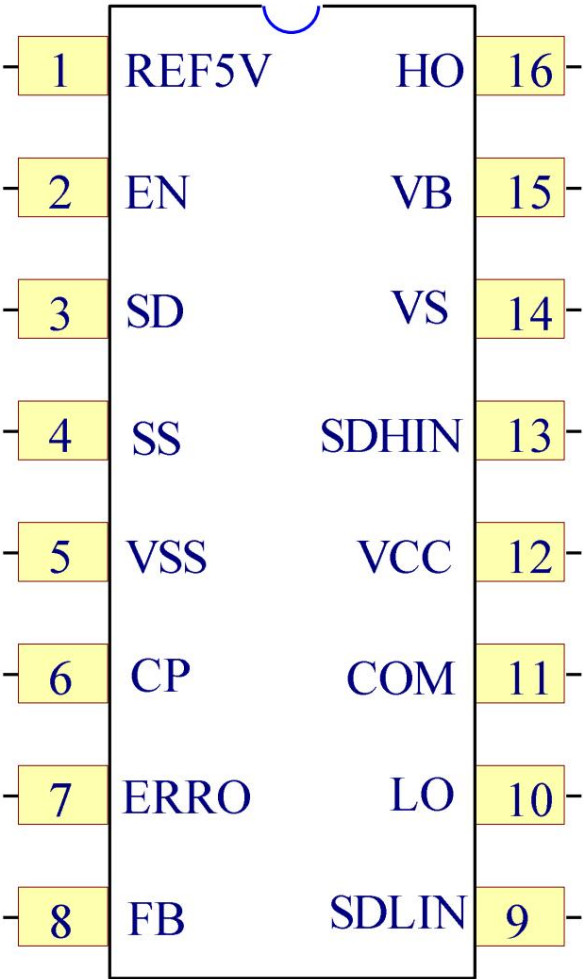 1 REF5V HO 16
2 EN VB 15
3 SD VS 14
4 SS SDHIN 13
5 VSS VCC 12
6 CP COM 11
7 ERRO LO 10
8 FB SDLIN 9